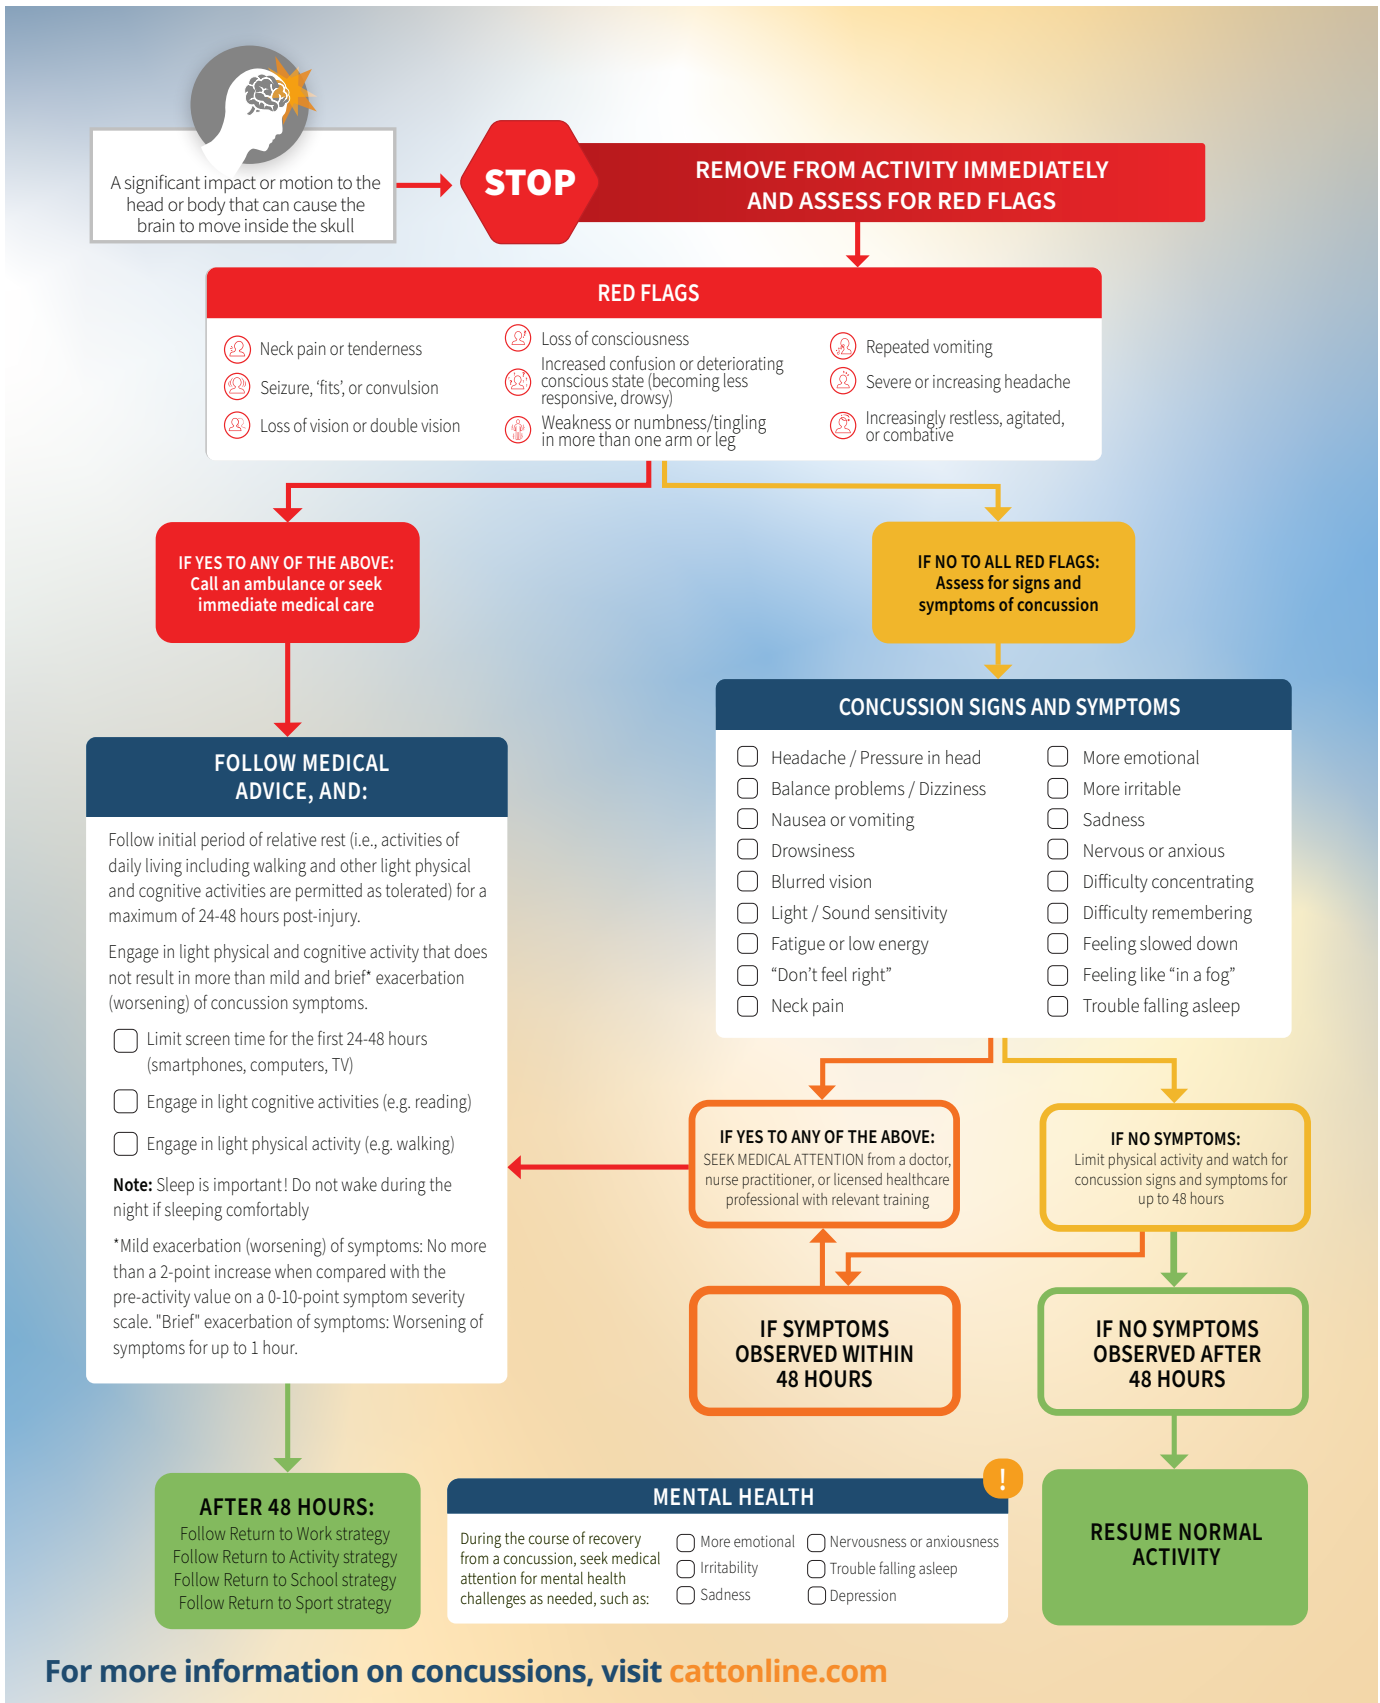 A significant impact or motion to the
head or body that can cause the
brain to move inside the skull
STOP
REMOVE FROM ACTIVITY IMMEDIATELY
AND ASSESS FOR RED FLAGS
RED FLAGS
Neck pain or tenderness
Seizure, ‘fits’, or convulsion
Loss of vision or double vision
Loss of consciousness
Increased confusion or deteriorating
conscious state (becoming less
responsive, drowsy)
Weakness or numbness/tingling
in more than one arm or leg
Repeated vomiting
Severe or increasing headache
Increasingly restless, agitated,
or combative
IF YES TO ANY OF THE ABOVE:
Call an ambulance or seek
immediate medical care
IF NO TO ALL RED FLAGS:
Assess for signs and
symptoms of concussion
FOLLOW MEDICAL
ADVICE, AND:
Follow initial period of relative rest (i.e., activities of
daily living including walking and other light physical
and cognitive activities are permitted as tolerated) for a
maximum of 24-48 hours post-injury.
Engage in light physical and cognitive activity that does
not result in more than mild and brief* exacerbation
(worsening) of concussion symptoms.
Limit screen time for the first 24-48 hours
(smartphones, computers, TV)
Engage in light cognitive activities (e.g. reading)
Engage in light physical activity (e.g. walking)
Note: Sleep is important! Do not wake during the
night if sleeping comfortably
*Mild exacerbation (worsening) of symptoms: No more
than a 2-point increase when compared with the
pre-activity value on a 0-10-point symptom severity
scale. "Brief" exacerbation of symptoms: Worsening of
symptoms for up to 1 hour.
CONCUSSION SIGNS AND SYMPTOMS
Headache / Pressure in head
Balance problems / Dizziness
Nausea or vomiting
Drowsiness
Blurred vision
Light / Sound sensitivity
Fatigue or low energy
“Don’t feel right”
Neck pain
More emotional
More irritable
Sadness
Nervous or anxious
Difficulty concentrating
Difficulty remembering
Feeling slowed down
Feeling like “in a fog”
Trouble falling asleep
IF YES TO ANY OF THE ABOVE:
SEEK MEDICAL ATTENTION from a doctor,
nurse practitioner, or licensed healthcare
professional with relevant training
IF NO SYMPTOMS:
Limit physical activity and watch for
concussion signs and symptoms for
up to 48 hours
IF SYMPTOMS
OBSERVED WITHIN
48 HOURS
IF NO SYMPTOMS
OBSERVED AFTER
48 HOURS
AFTER 48 HOURS:
Follow Return to Work strategy
Follow Return to Activity strategy
Follow Return to School strategy
Follow Return to Sport strategy
MENTAL HEALTH
!
During the course of recovery
from a concussion, seek medical
attention for mental health
challenges as needed, such as:
More emotional
Irritability
Sadness
Nervousness or anxiousness
Trouble falling asleep
Depression
RESUME NORMAL
ACTIVITY
For more information on concussions, visit cattonline.com